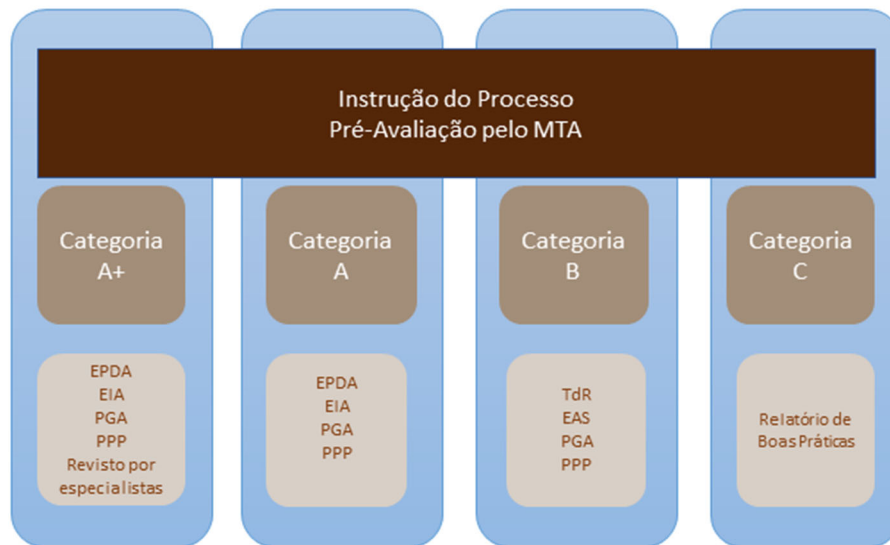 Instrução do Processo
Pré-Avaliação pelo MTA
Categoria
A+
EPDA
EIA
PGA
PPP
Revisto por
especialistas
Categoria
A
EPDA
EIA
PGA
PPP
Categoria
B
TdR
EAS
PGA
PPP
Categoria
C
Relatório de
Boas Práticas